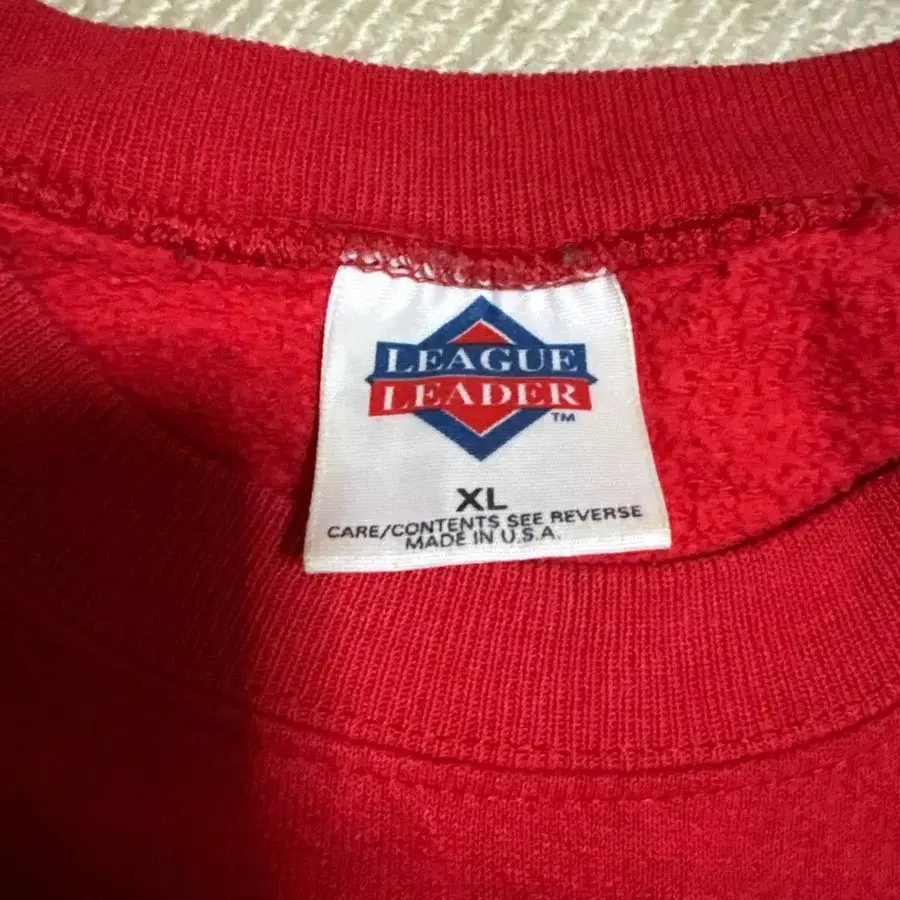 LEAGUE
LEADER
TM
XL
CARE/CONTENTS SEE REVERSE
MADE IN U.S.A.